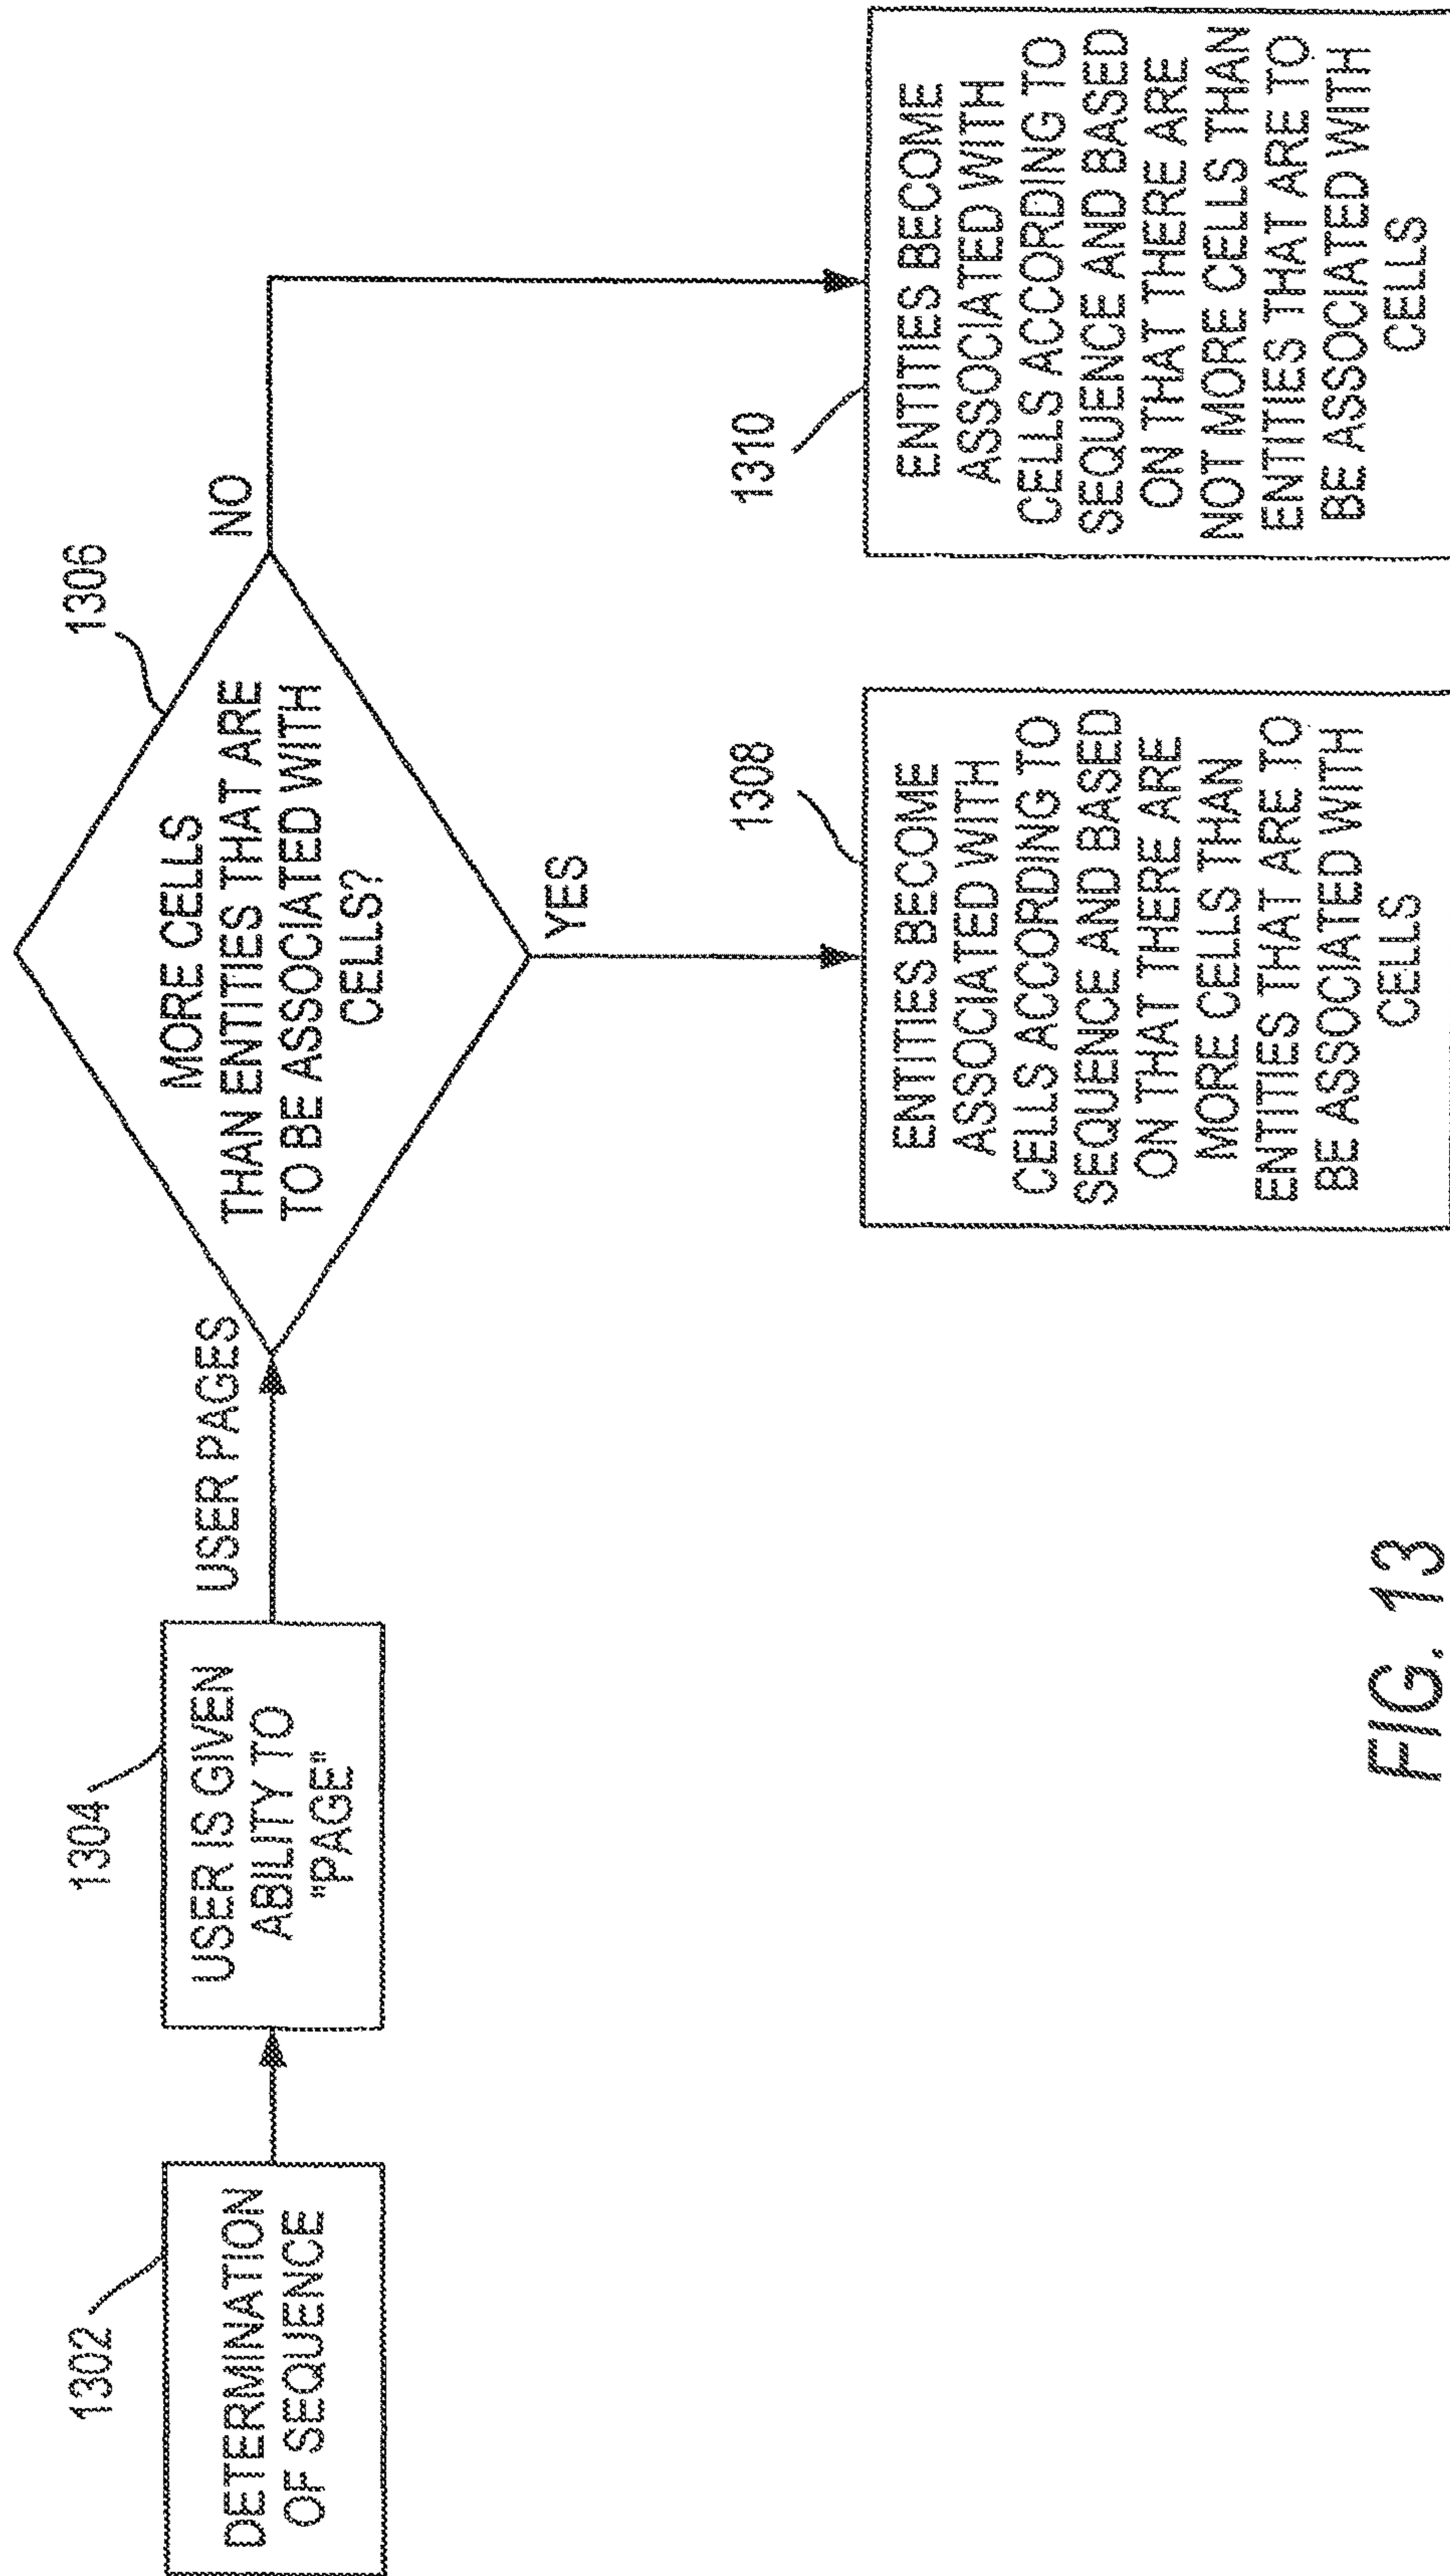 1302
DETERMINATION
OF SEQUENCE
1304
USER IS GIVEN
ABILITY TO
"PAGE"
USER PAGES
1306
MORE CELLS
THAN ENTITIES THAT ARE
TO BE ASSOCIATED WITH
CELLS?
NO
YES
1308
ENTITIES BECOME
ASSOCIATED WITH
CELLS ACCORDING TO
SEQUENCE AND BASED
ON THAT THERE ARE
MORE CELLS THAN
ENTITIES THAT ARE TO
BE ASSOCIATED WITH
CELLS
1310
ENTITIES BECOME
ASSOCIATED WITH
CELLS ACCORDING TO
SEQUENCE AND BASED
ON THAT THERE ARE
NOT MORE CELLS THAN
ENTITIES THAT ARE TO
BE ASSOCIATED WITH
CELLS
FIG. 13